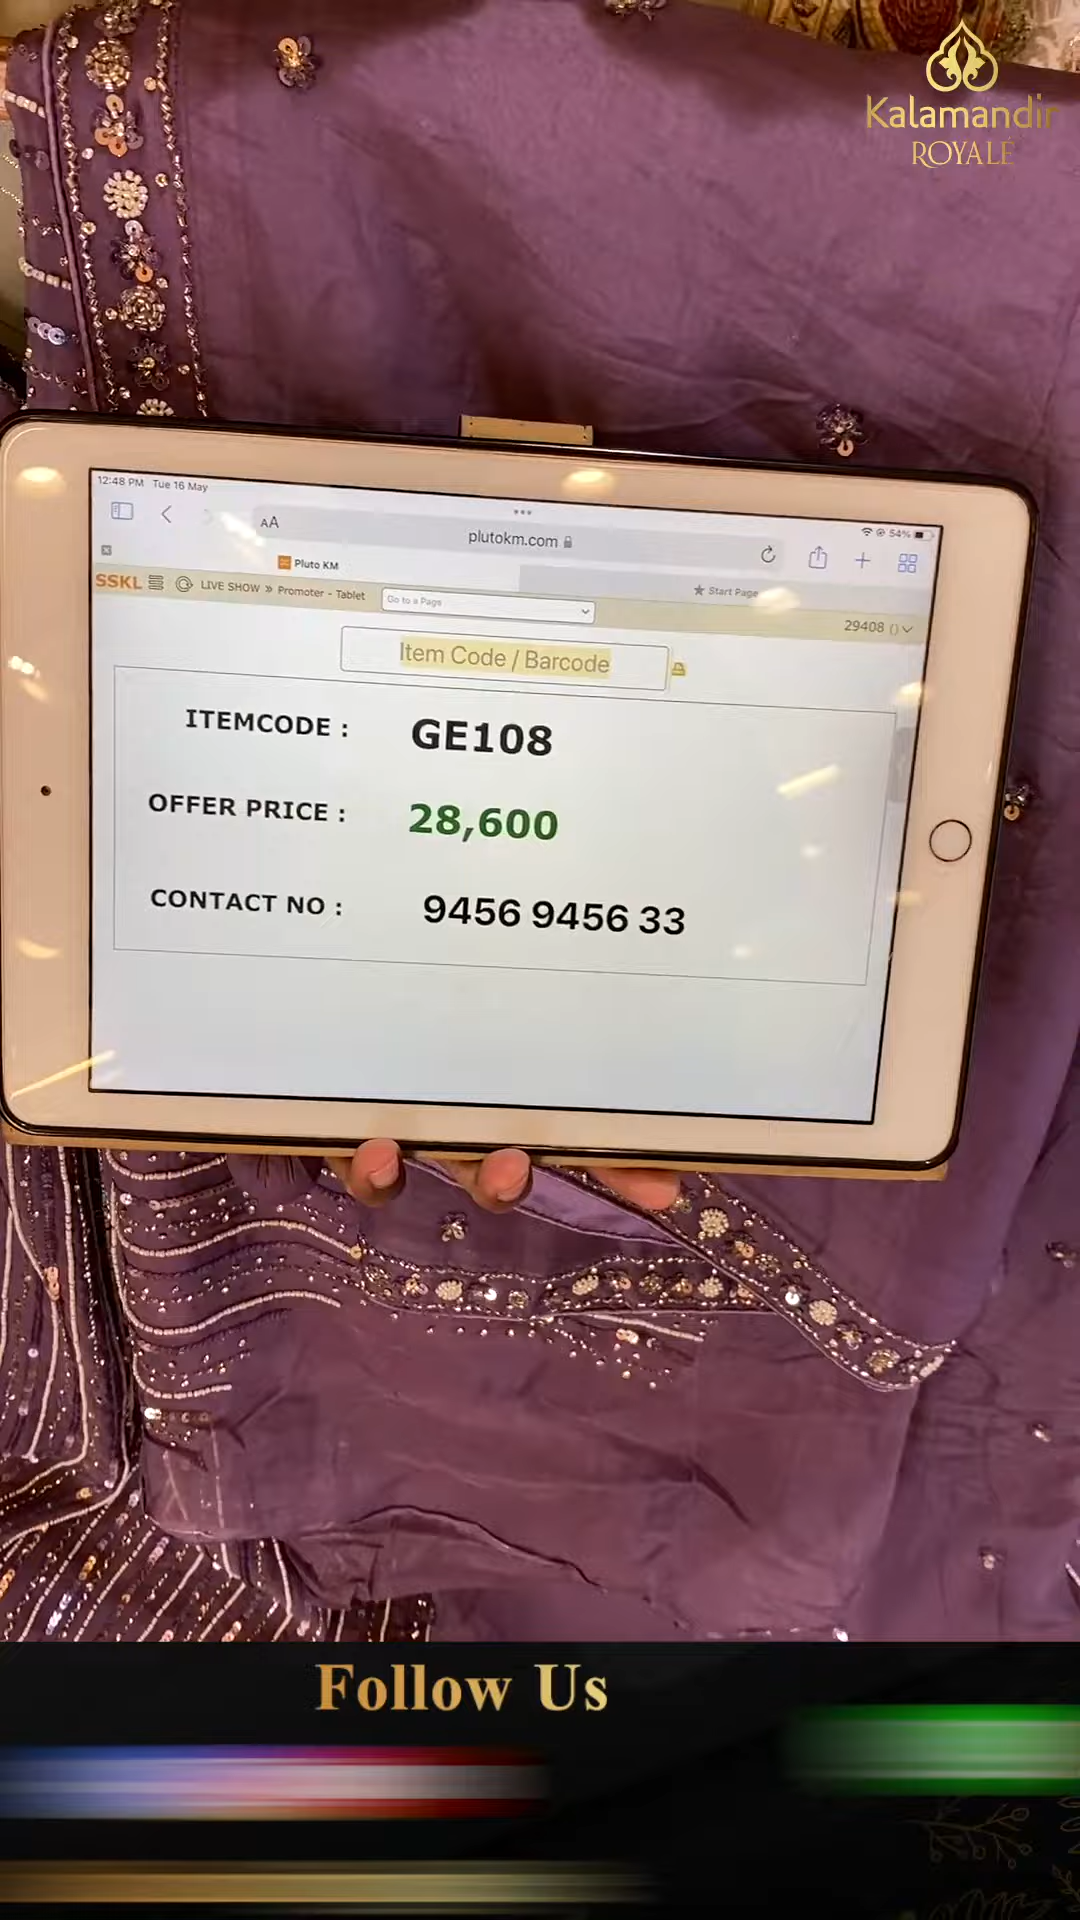 Kalamandir
ROYALE
12:48 PM Tue 16 May
54%
AA
plutokm.com
Pluto KM
Start Page
SSKL
LIVE SHOW » Promoter - Tablet
Go to a Page
29408 ()
Item Code / Barcode
ITEMCODE : GE108
OFFER PRICE : 28,600
CONTACT NO : 9456 9456 33
Follow Us